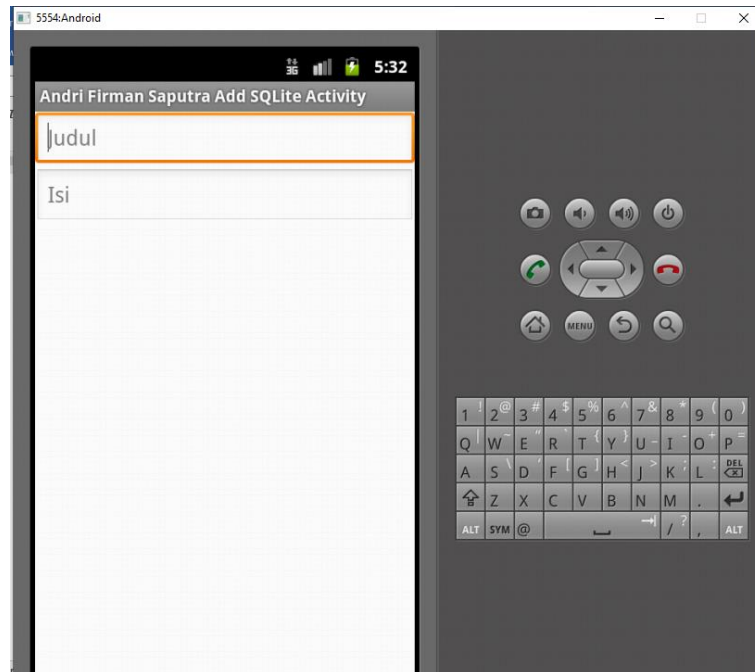 5554:Android
3G 5:32
Andri Firman Saputra Add SQLite Activity
Judul
Isi
MENU
1 ! 2 @ 3 # 4 $ 5 % 6 ^ 7 & 8 * 9 ( 0 )
Q | W ~ E " R ` T { Y } U - I - O + P =
A S \ D ' F [ G ] H < J > K ; L : DEL
Z X C V B N M .
ALT SYM @ / ? , ALT